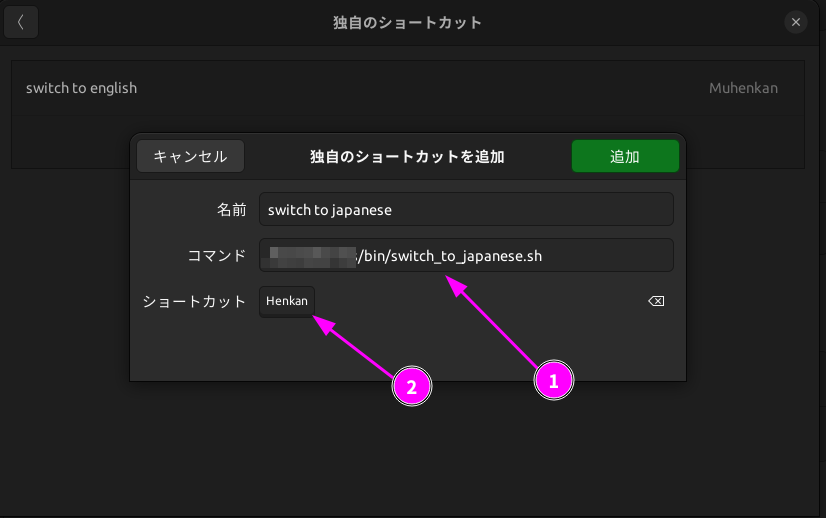 独自のショートカット
switch to english Muhenkan
キャンセル 独自のショートカットを追加 追加
名前 switch to japanese
コマンド /bin/switch_to_japanese.sh
ショートカット Henkan
2 1